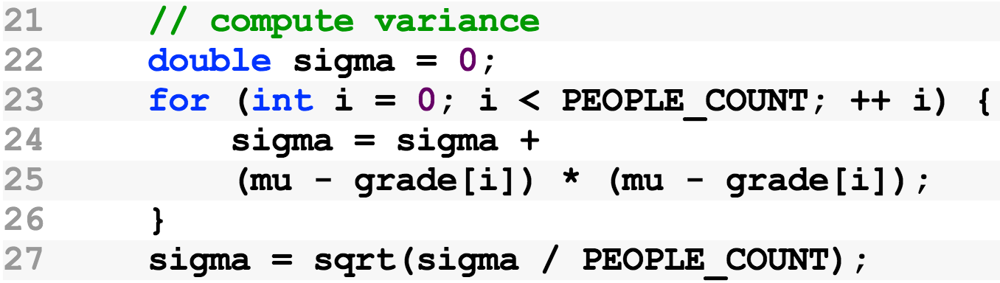 21 // compute variance
22 double sigma = 0;
23 for (int i = 0; i < PEOPLE_COUNT; ++ i) {
24 sigma = sigma +
25 (mu - grade[i]) * (mu - grade[i]);
26 }
27 sigma = sqrt(sigma / PEOPLE_COUNT);